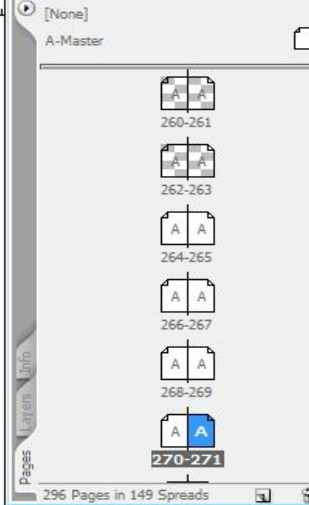 [None]
A-Master
A A
260-261
A A
262-263
A A
264-265
A A
266-267
A A
268-269
A A
270-271
Info
Layers
Pages
296 Pages in 149 Spreads